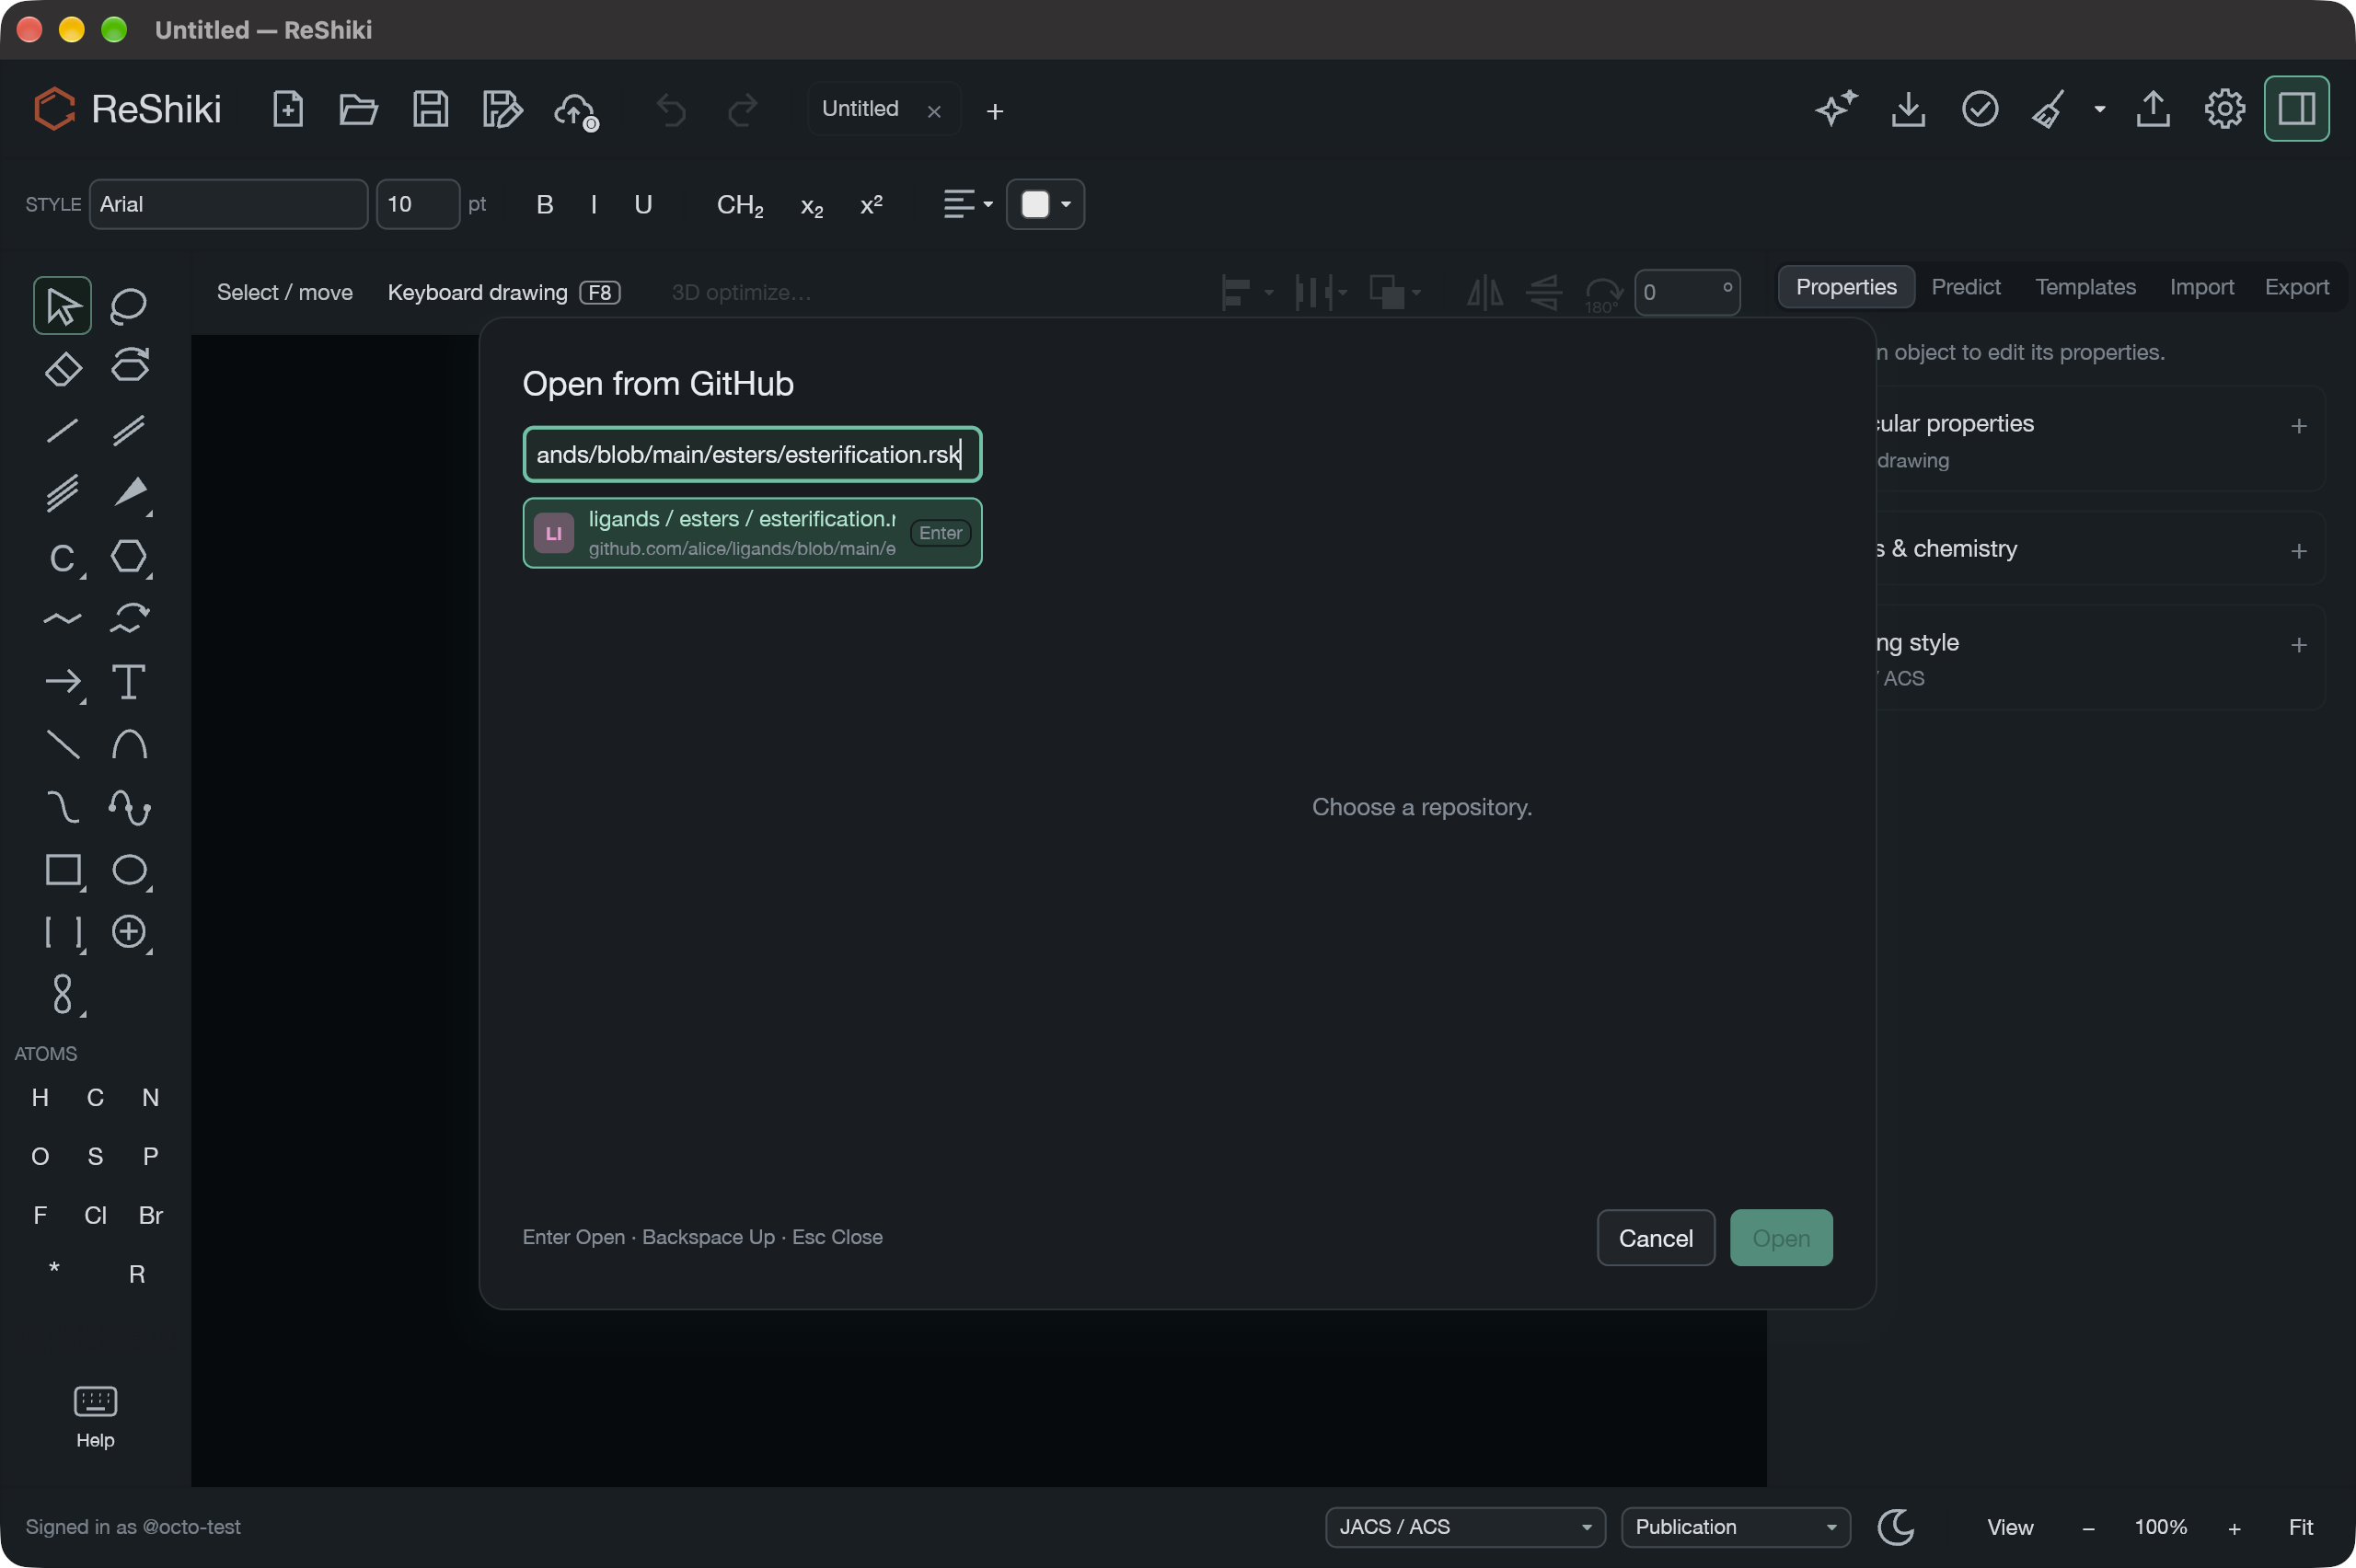 Untitled — ReShiki
ReShiki
Untitled
STYLE Arial 10 pt B I U CH₂ x₂ x²
Select / move Keyboard drawing F8 3D optimize... 180° 0 °
Properties Predict Templates Import Export
n object to edit its properties.
Open from GitHub
cular properties
drawing
ands/blob/main/esters/esterification.rsk
LI ligands / esters / esterification.r Enter
github.com/alice/ligands/blob/main/e
s & chemistry
ng style
/ ACS
C
T
Choose a repository.
ATOMS
H C N
O S P
F Cl Br
* R
Enter Open · Backspace Up · Esc Close
Cancel Open
Help
Signed in as @octo-test
JACS / ACS Publication View − 100% + Fit